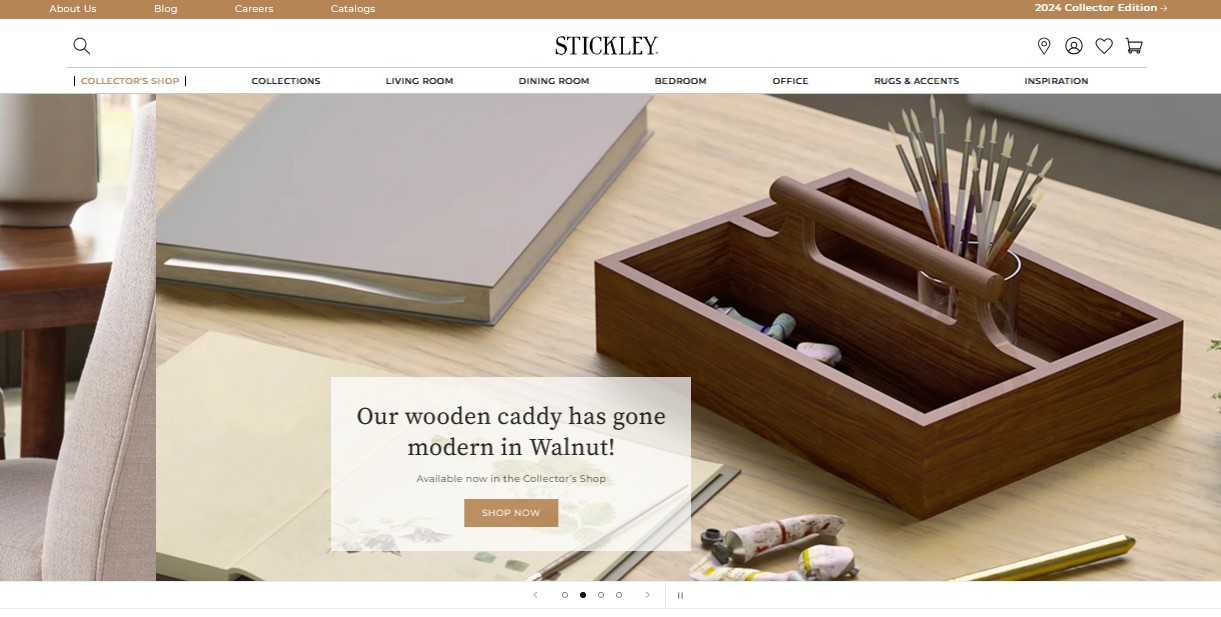 About Us
Blog
Careers
Catalogs
2024 Collector Edition →
STICKLEY
COLLECTOR'S SHOP
COLLECTIONS
LIVING ROOM
DINING ROOM
BEDROOM
OFFICE
RUGS & ACCENTS
INSPIRATION
Our wooden caddy has gone
modern in Walnut!
Available now in the Collector's Shop
SHOP NOW